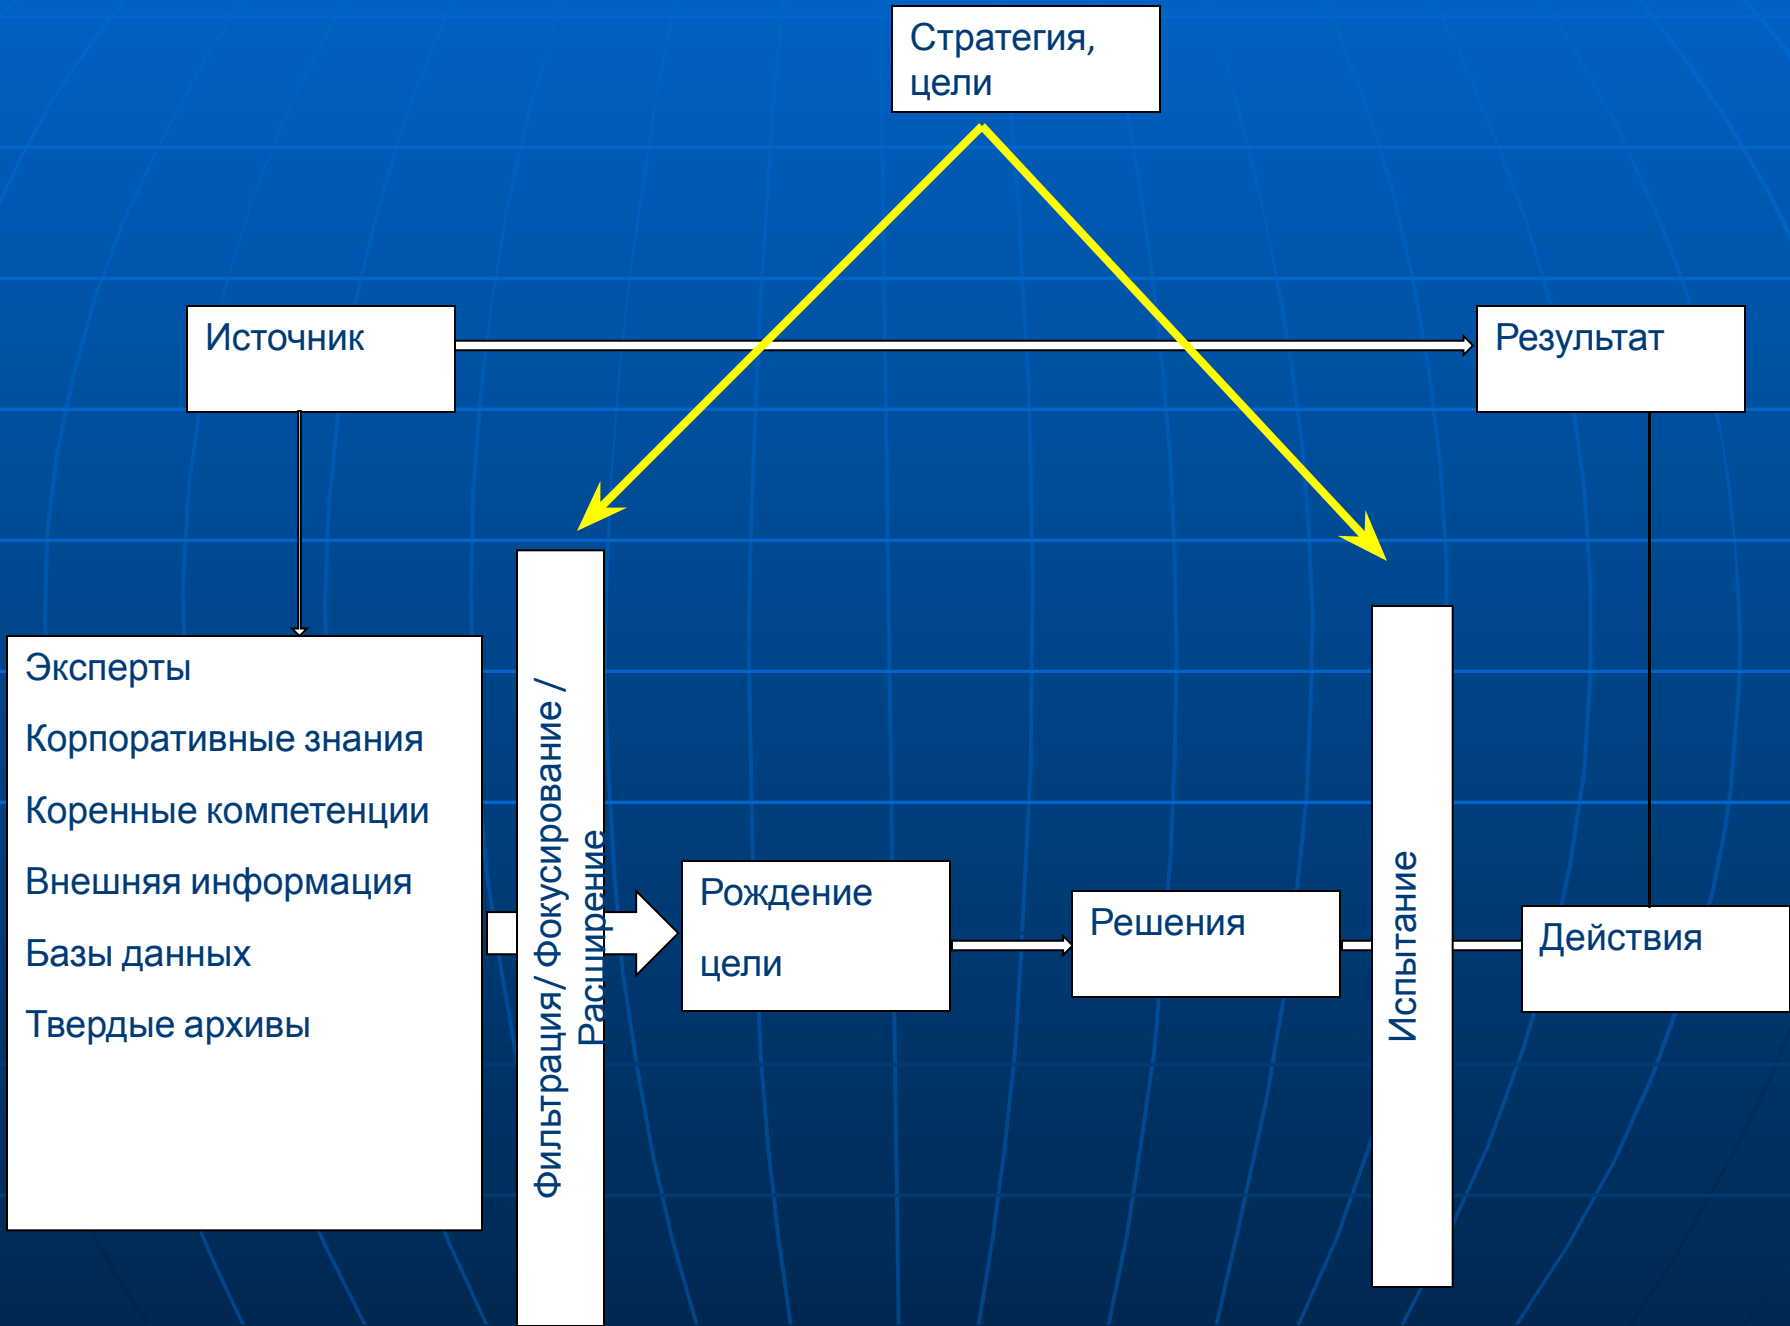 Стратегия,
цели
Источник
Результат
Эксперты
Корпоративные знания
Коренные компетенции
Внешняя информация
Базы данных
Твердые архивы
Фильтрация/ Фокусирование /
Расширение
Рождение
цели
Решения
Испытание
Действия